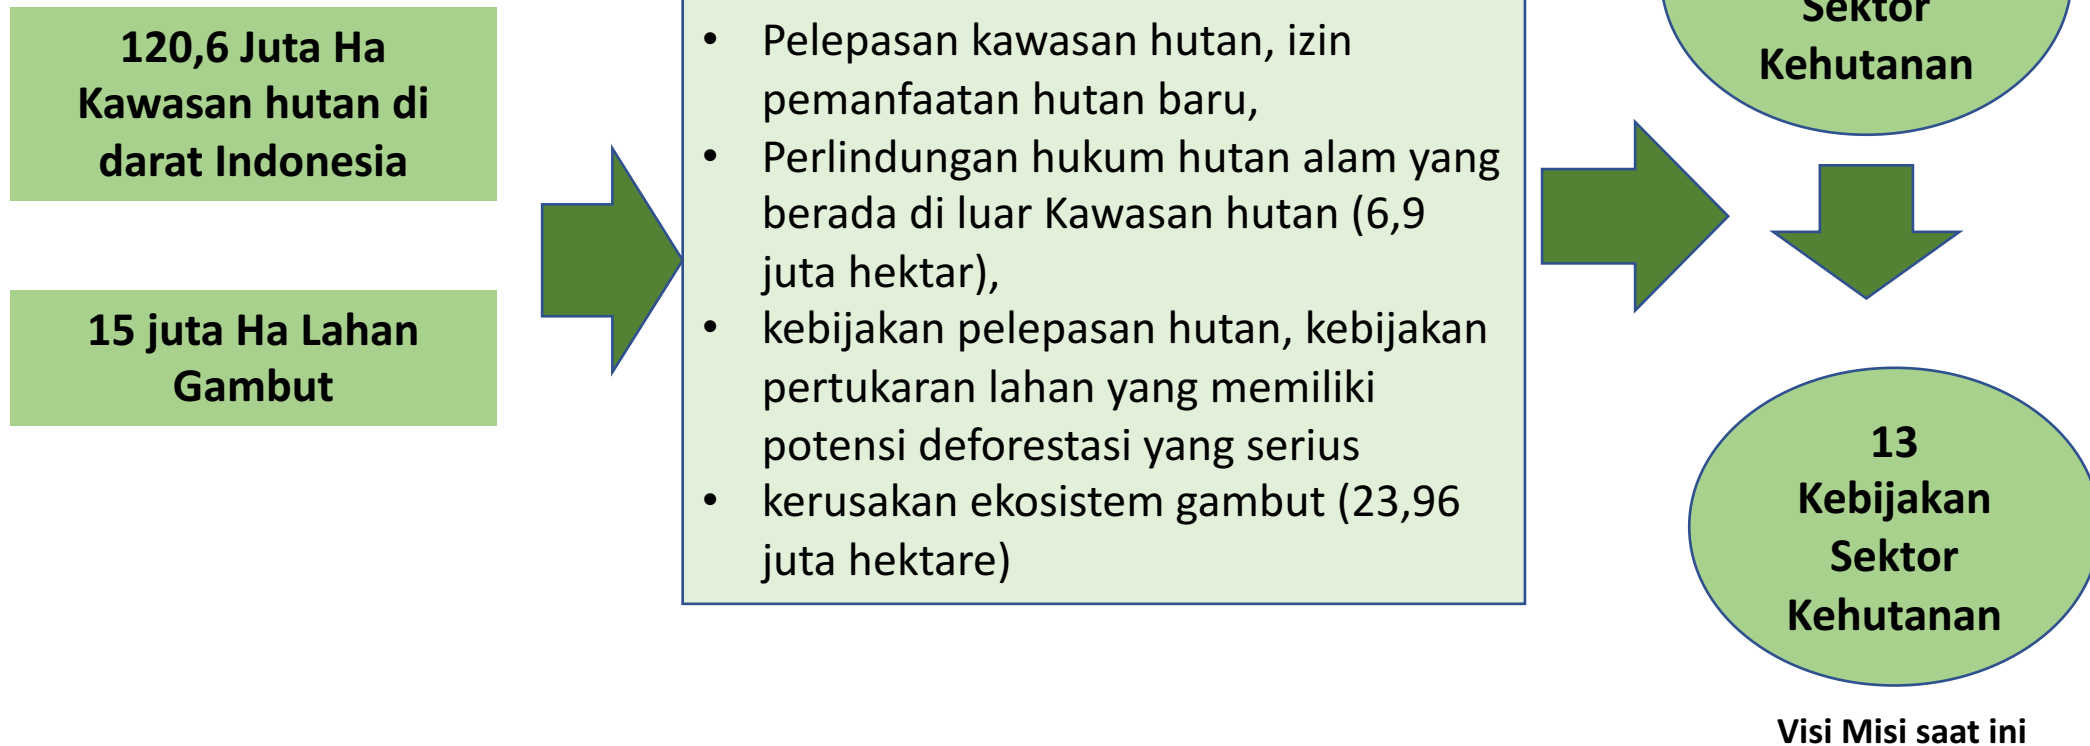 120,6 Juta Ha
Kawasan hutan di
darat Indonesia
15 juta Ha Lahan
Gambut
• Pelepasan kawasan hutan, izin
pemanfaatan hutan baru,
• Perlindungan hukum hutan alam yang
berada di luar Kawasan hutan (6,9
juta hektar),
• kebijakan pelepasan hutan, kebijakan
pertukaran lahan yang memiliki
potensi deforestasi yang serius
• kerusakan ekosistem gambut (23,96
juta hektare)
Sektor
Kehutanan
13
Kebijakan
Sektor
Kehutanan
Visi Misi saat ini